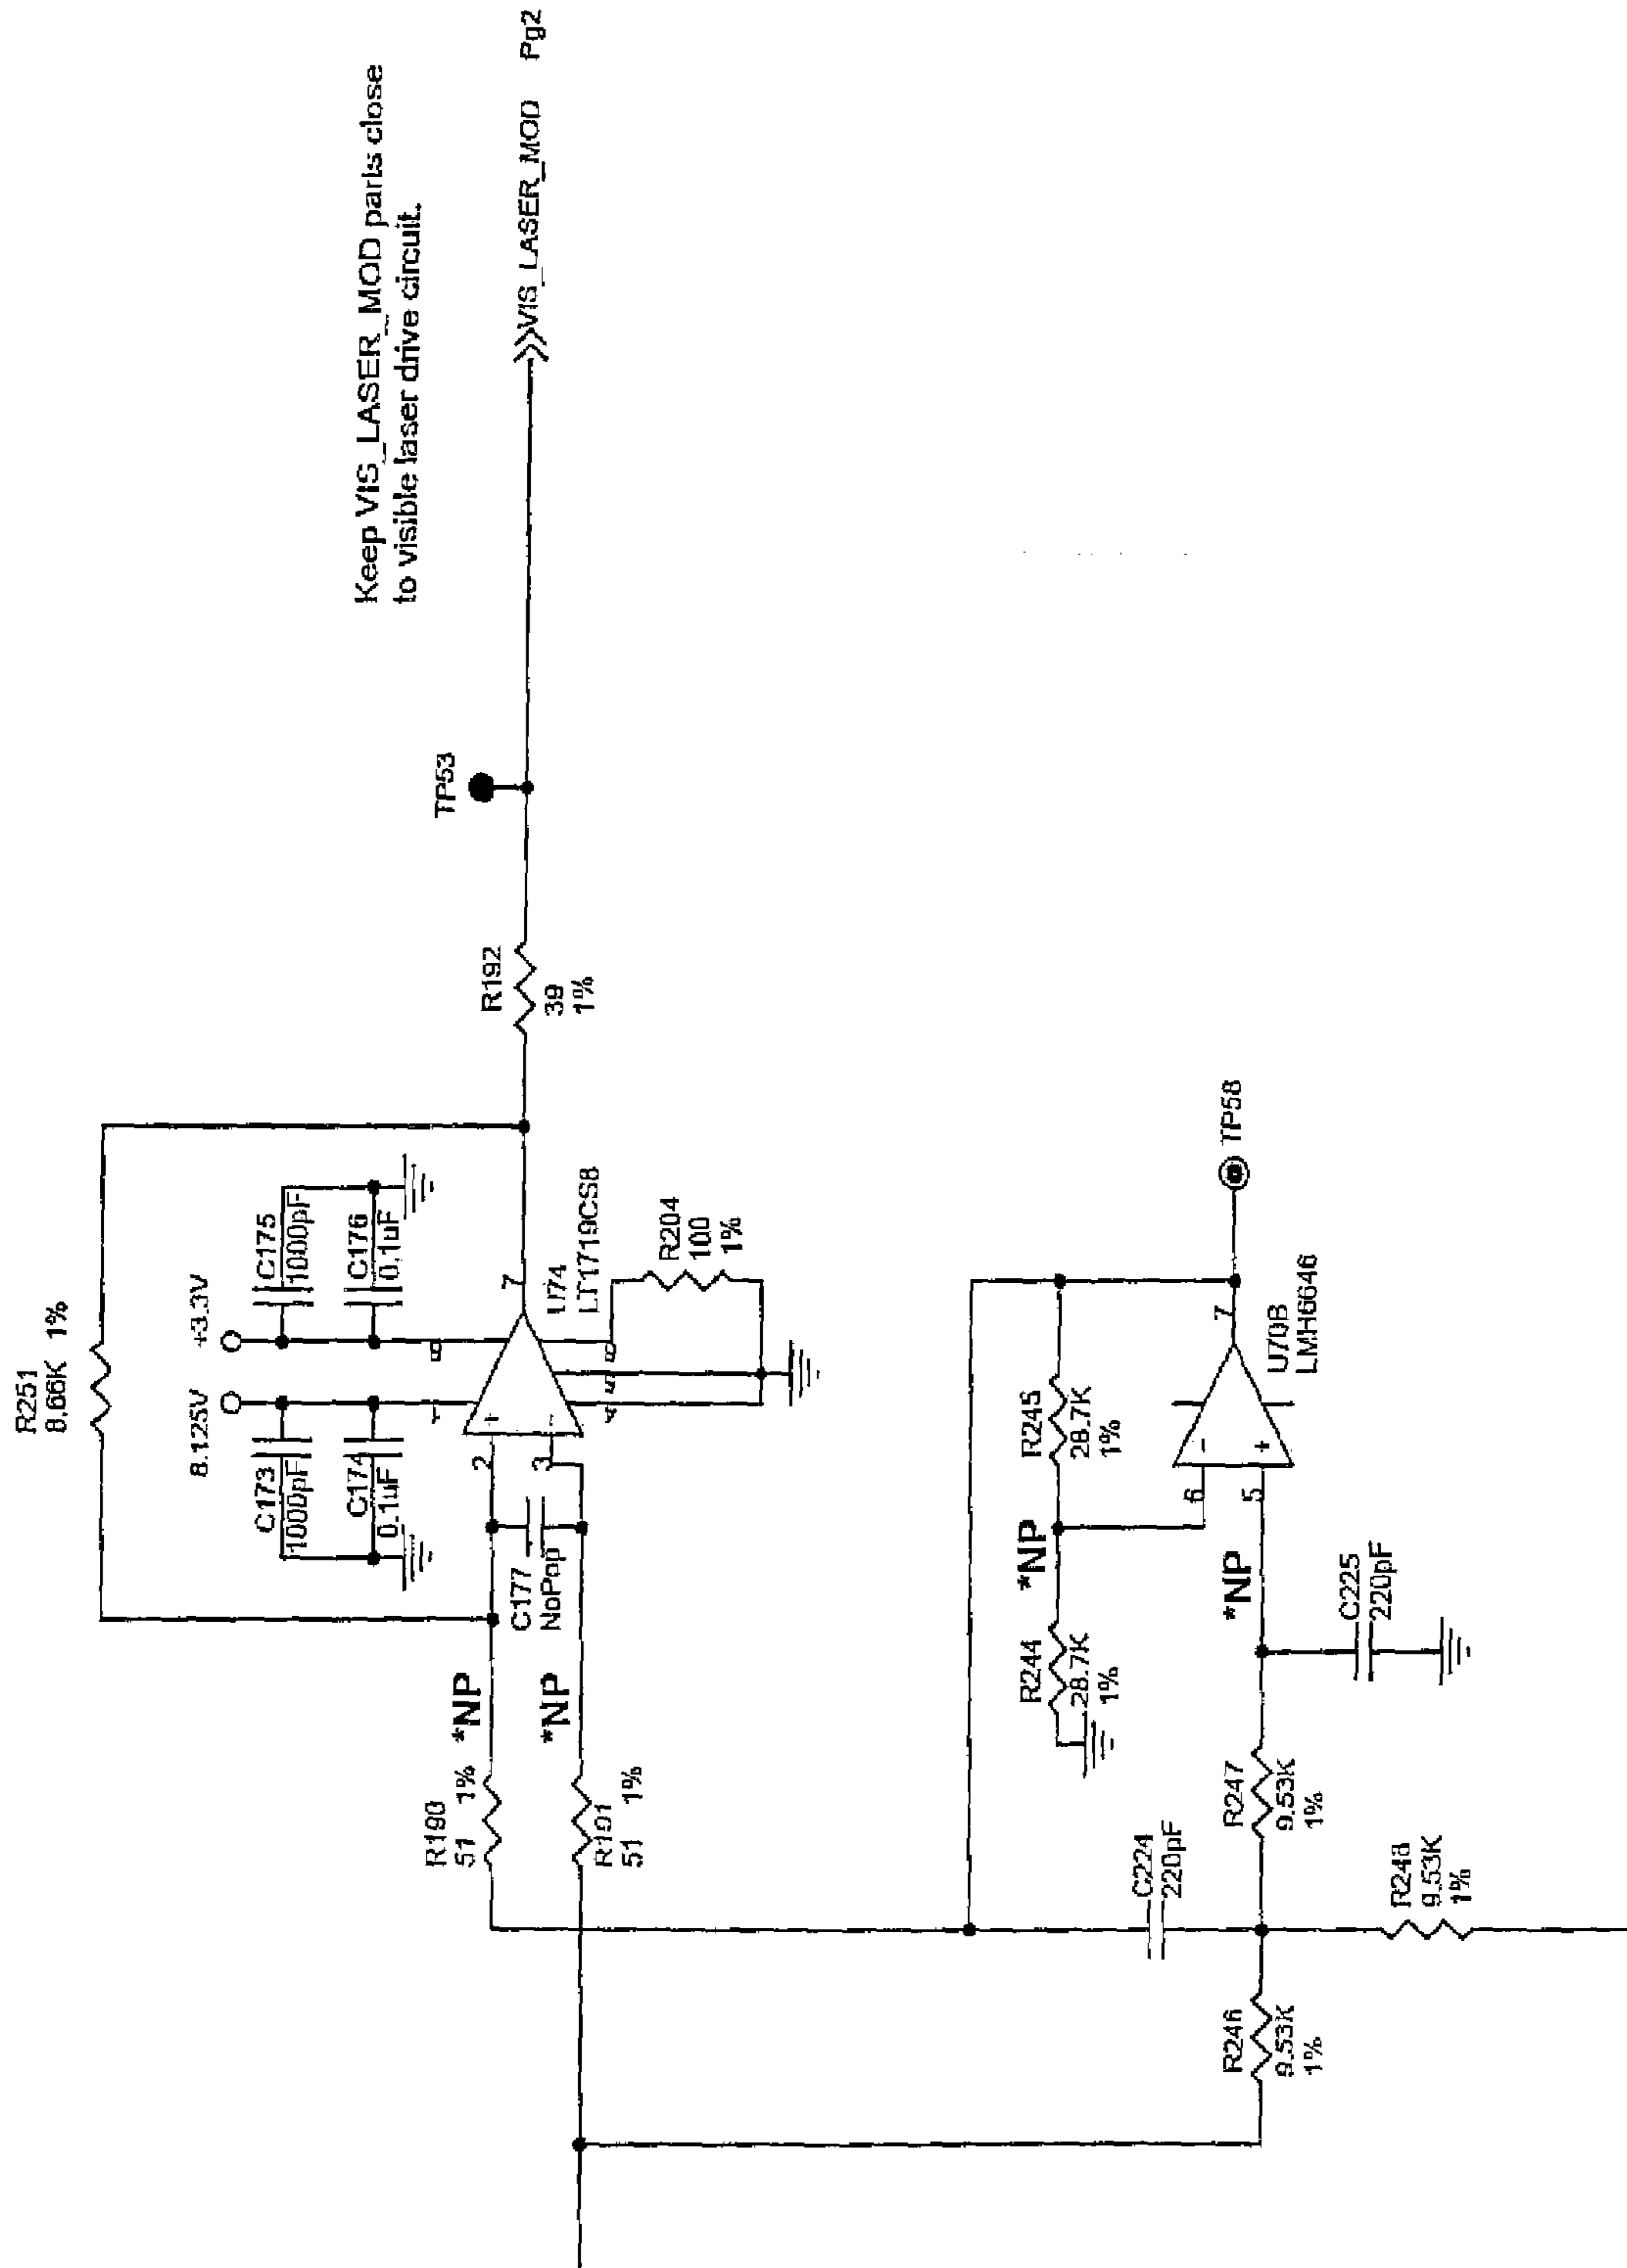 Keep VIS_LASER_MOD parts close
to visible laser drive circuit.
VIS_LASER_MOD Pg2
TP53
R192
39
1%
R251
8.66K 1%
+3.3V
8.125V
C175
1000pF
C176
0.1uF
C173
1000pF
C174
0.1uF
7
U74
LT1719CS8
8
1
+
-
2
3
6
R204
100
1%
C177
NoPop
*NP
*NP
R190
51 1%
R191
51 1%
TP58
7
U70B
LMH6646
-
+
6
5
R245
28.7K
1%
*NP
*NP
R244
28.7K
1%
C225
220pF
R247
9.53K
1%
C224
220pF
R248
9.53K
1%
R246
9.53K
1%